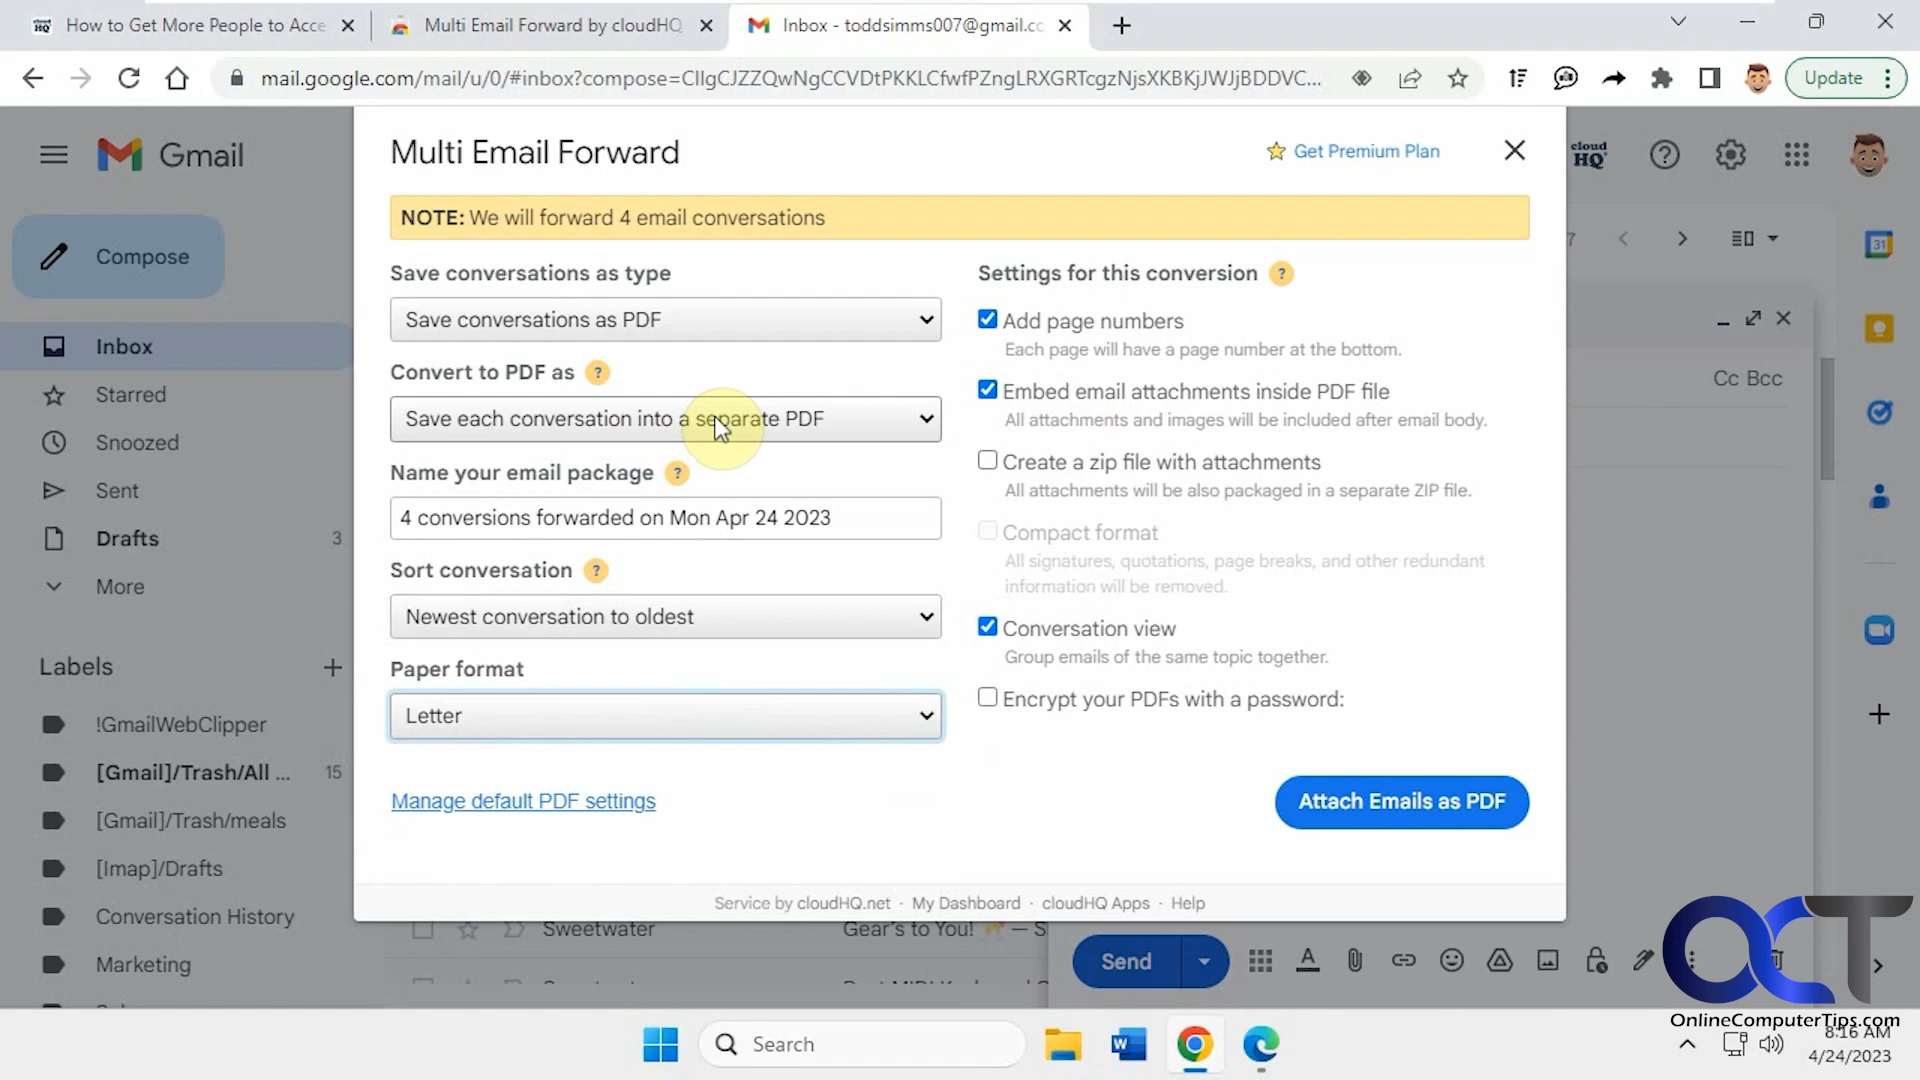 How to Get More People to Acce
Multi Email Forward by cloudHQ
Inbox - toddsimms007@gmail.co
mail.google.com/mail/u/0/#inbox?compose=CllgCJZZQwNgCCVDtPKKLCfwfPZngLRXGRTcgzNjsXKBKjJWJjBDDVC...
Update
Gmail
Multi Email Forward
Get Premium Plan
cloud HQ
NOTE: We will forward 4 email conversations
Compose
Save conversations as type
Settings for this conversion ?
Save conversations as PDF
Add page numbers
Each page will have a page number at the bottom.
Inbox
Convert to PDF as ?
Cc Bcc
Embed email attachments inside PDF file
Starred
Save each conversation into a separate PDF
All attachments and images will be included after email body.
Snoozed
Name your email package ?
Create a zip file with attachments
All attachments will be also packaged in a separate ZIP file.
Sent
4 conversions forwarded on Mon Apr 24 2023
Compact format
Drafts 3
All signatures, quotations, page breaks, and other redundant
information will be removed.
Sort conversation ?
More
Newest conversation to oldest
Conversation view
Group emails of the same topic together.
Labels
Paper format
Encrypt your PDFs with a password:
Letter
!GmailWebClipper
[Gmail]/Trash/All ... 15
Manage default PDF settings
Attach Emails as PDF
[Gmail]/Trash/meals
[Imap]/Drafts
Service by cloudHQ.net · My Dashboard · cloudHQ Apps · Help
Conversation History
Sweetwater
Gear's to You! — S
Marketing
Send
OCT
OnlineComputerTips.com
Search
8:16 AM
4/24/2023